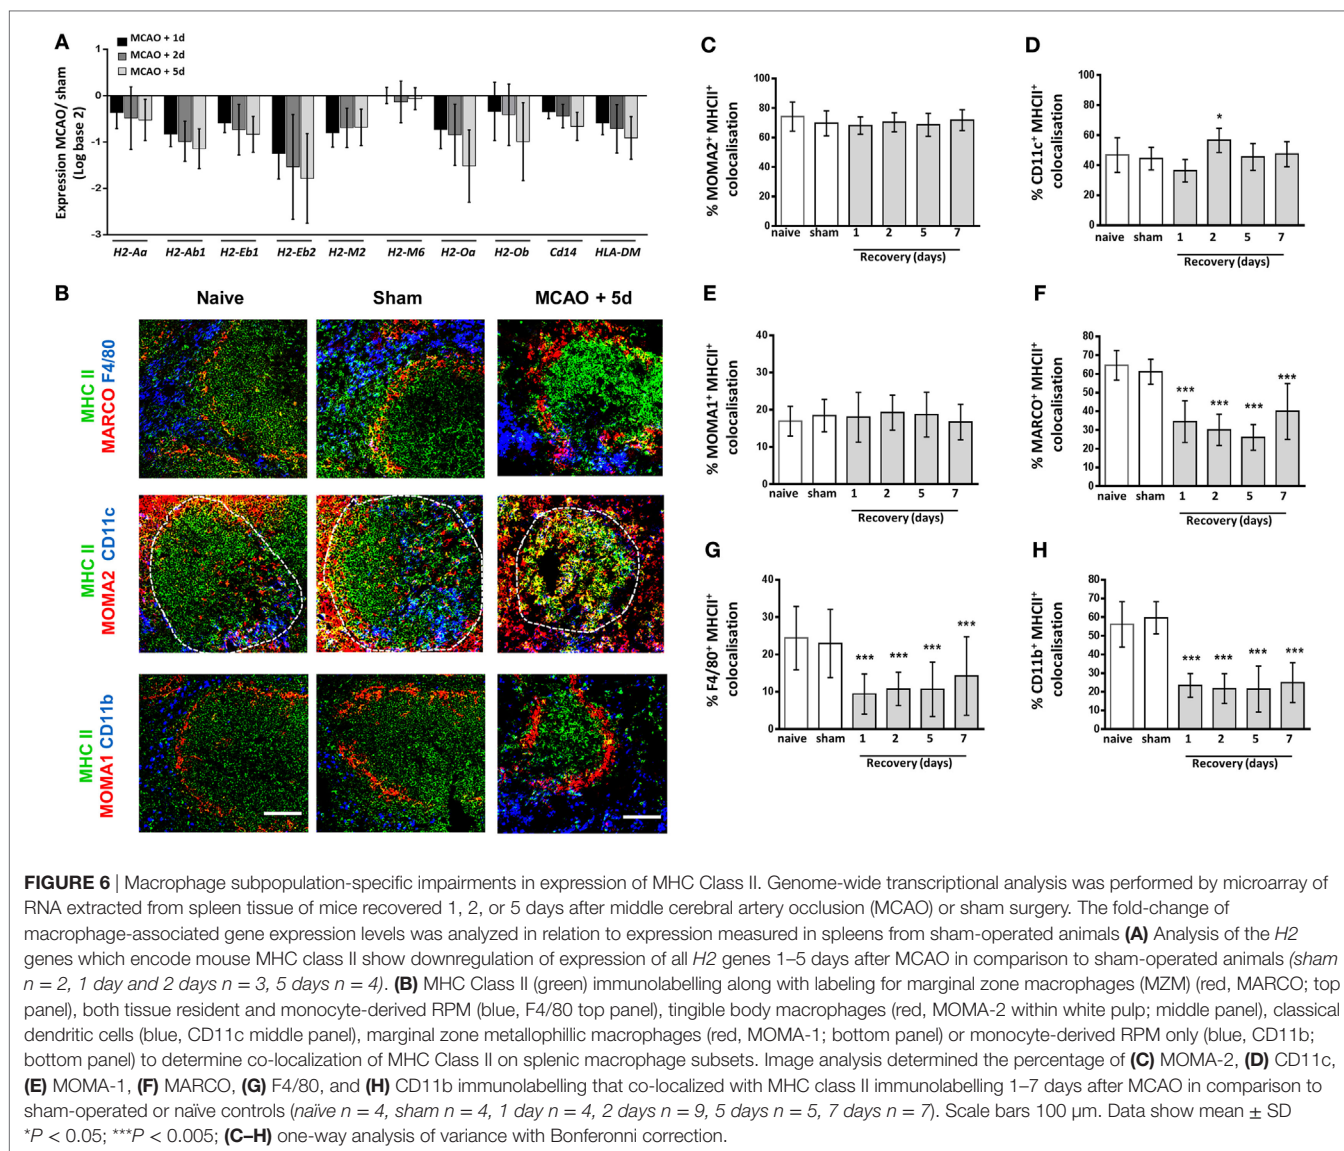 A
MCAO + 1d
MCAO + 2d
MCAO + 5d
Expression MCAO/ sham
(Log base 2)
1
0
-1
-2
-3
H2-Aa H2-Ab1 H2-Eb1 H2-Eb2 H2-M2 H2-M6 H2-Oa H2-Ob Cd14 HLA-DM
B
Naive Sham MCAO + 5d
MHC II
MARCO F4/80
MHC II
MOMA2 CD11c
MHC II
MOMA1 CD11b
C
% MOMA2⁺ MHCII⁺
colocalisation
100
80
60
40
20
0
naive sham 1 2 5 7
Recovery (days)
D
% CD11c⁺ MHCII⁺
colocalisation
100
80
60
40
20
0
*
naive sham 1 2 5 7
Recovery (days)
E
% MOMA1⁺ MHCII⁺
colocalisation
40
30
20
10
0
naive sham 1 2 5 7
Recovery (days)
F
% MARCO⁺ MHCII⁺
colocalisation
80
70
60
50
40
30
20
10
0
*** *** *** ***
naive sham 1 2 5 7
Recovery (days)
G
% F4/80⁺ MHCII⁺
colocalisation
40
30
20
10
0
*** *** *** ***
naive sham 1 2 5 7
Recovery (days)
H
% CD11b⁺ MHCII⁺
colocalisation
80
70
60
50
40
30
20
10
0
*** *** *** ***
naive sham 1 2 5 7
Recovery (days)
FIGURE 6 | Macrophage subpopulation-specific impairments in expression of MHC Class II. Genome-wide transcriptional analysis was performed by microarray of
RNA extracted from spleen tissue of mice recovered 1, 2, or 5 days after middle cerebral artery occlusion (MCAO) or sham surgery. The fold-change of
macrophage-associated gene expression levels was analyzed in relation to expression measured in spleens from sham-operated animals (A) Analysis of the H2
genes which encode mouse MHC class II show downregulation of expression of all H2 genes 1–5 days after MCAO in comparison to sham-operated animals (sham
n = 2, 1 day and 2 days n = 3, 5 days n = 4). (B) MHC Class II (green) immunolabelling along with labeling for marginal zone macrophages (MZM) (red, MARCO; top
panel), both tissue resident and monocyte-derived RPM (blue, F4/80 top panel), tingible body macrophages (red, MOMA-2 within white pulp; middle panel), classical
dendritic cells (blue, CD11c middle panel), marginal zone metallophillic macrophages (red, MOMA-1; bottom panel) or monocyte-derived RPM only (blue, CD11b;
bottom panel) to determine co-localization of MHC Class II on splenic macrophage subsets. Image analysis determined the percentage of (C) MOMA-2, (D) CD11c,
(E) MOMA-1, (F) MARCO, (G) F4/80, and (H) CD11b immunolabelling that co-localized with MHC class II immunolabelling 1–7 days after MCAO in comparison to
sham-operated or naïve controls (naïve n = 4, sham n = 4, 1 day n = 4, 2 days n = 9, 5 days n = 5, 7 days n = 7). Scale bars 100 µm. Data show mean ± SD
*P < 0.05; ***P < 0.005; (C–H) one-way analysis of variance with Bonferonni correction.